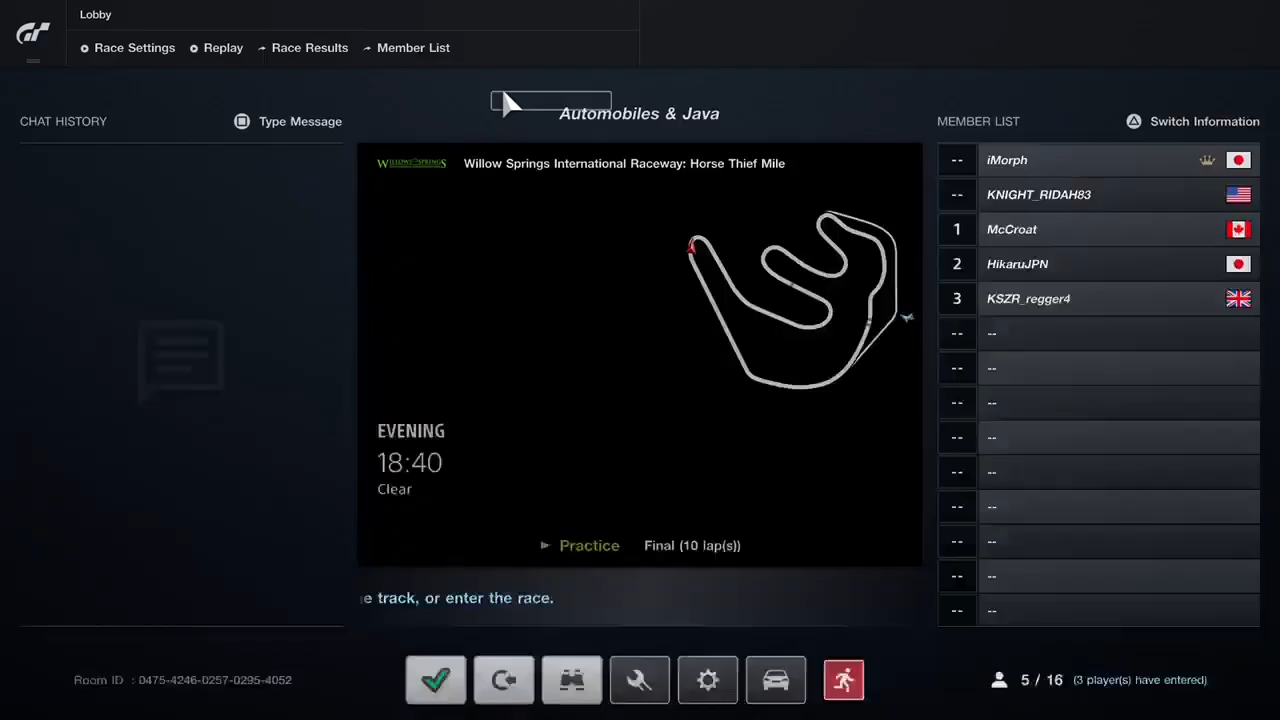 Lobby
Race Settings Replay Race Results Member List
Automobiles & Java
CHAT HISTORY Type Message
MEMBER LIST Switch Information
WILLOW SPRINGS Willow Springs International Raceway: Horse Thief Mile
-- iMorph
-- KNIGHT_RIDAH83
1 McCroat
2 HikaruJPN
3 KSZR_regger4
-- --
-- --
-- --
-- --
-- --
-- --
-- --
-- --
-- --
EVENING
18:40
Clear
Practice Final (10 lap(s))
e track, or enter the race.
Room ID : 0475-4246-0257-0295-4052
5 / 16 (3 player(s) have entered)